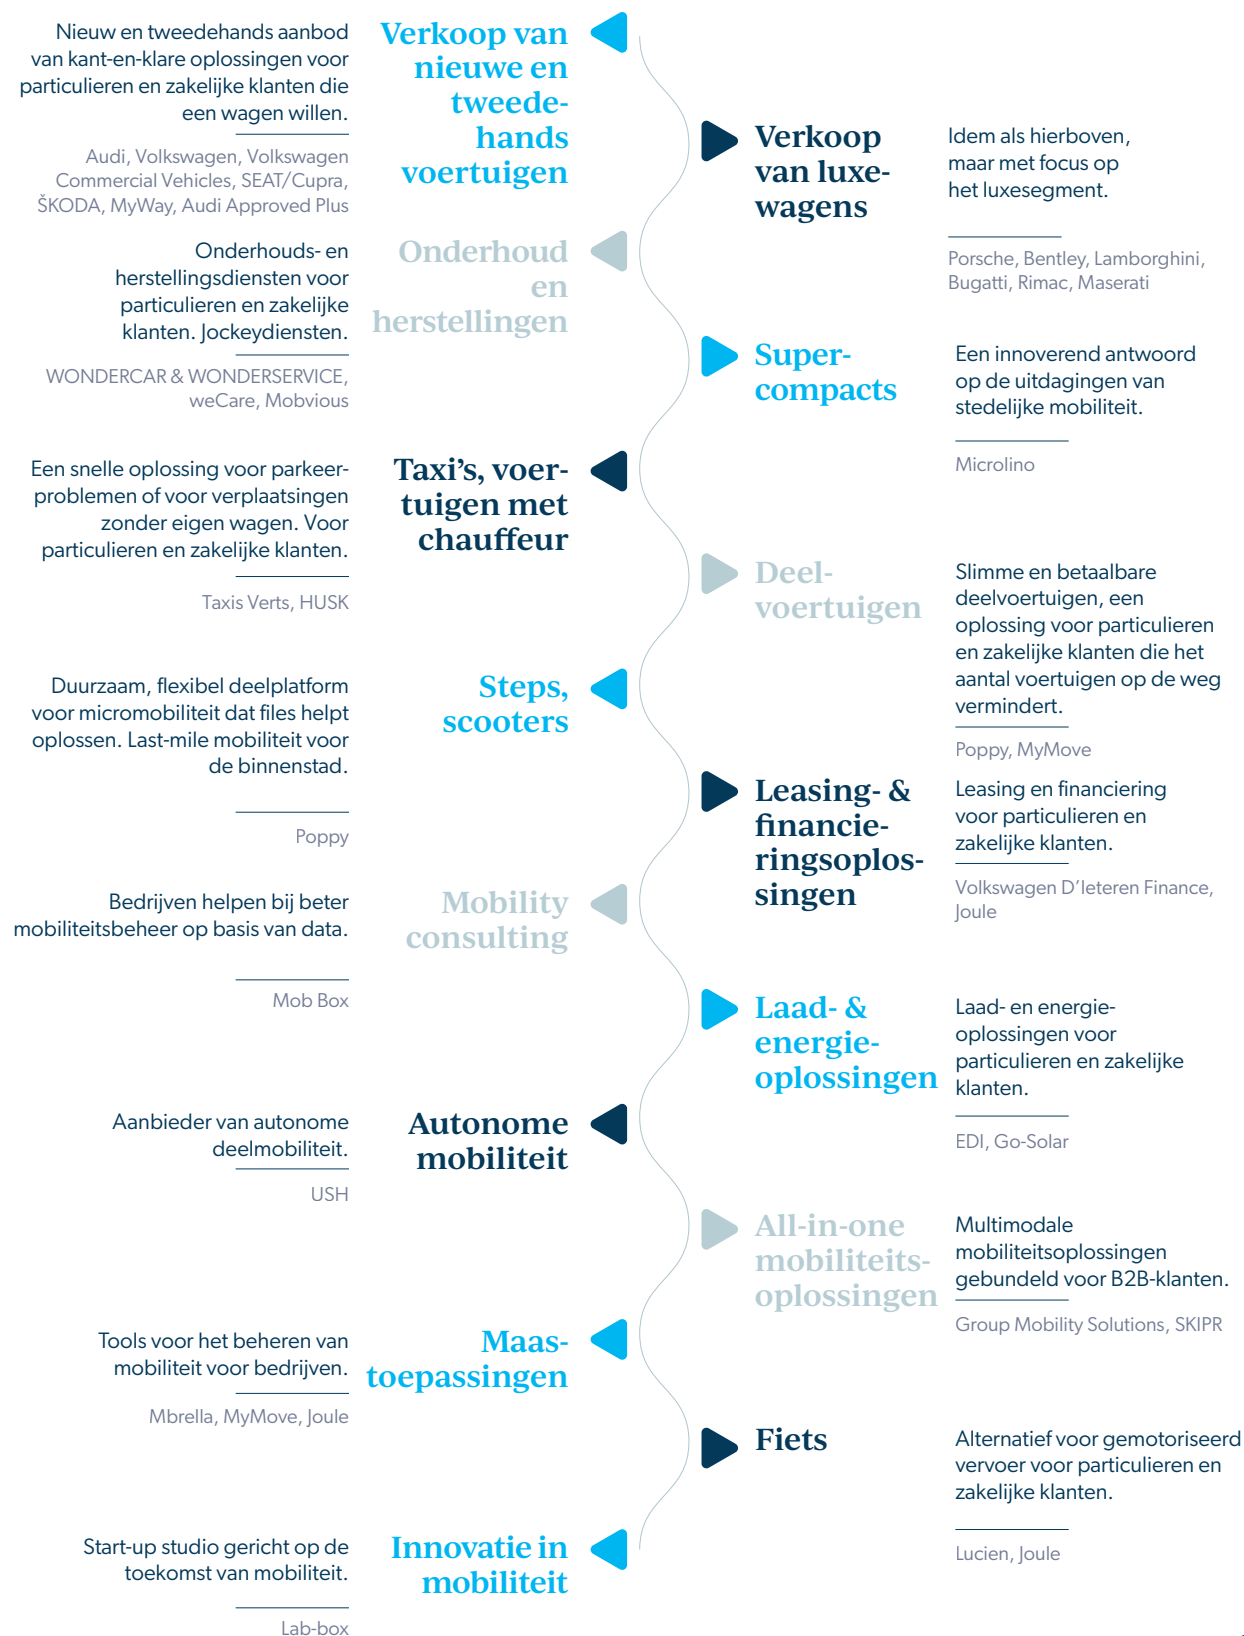 Verkoop van
nieuwe en
tweede-
hands
voertuigen
Nieuw en tweedehands aanbod
van kant-en-klare oplossingen voor
particulieren en zakelijke klanten die
een wagen willen.
Audi, Volkswagen, Volkswagen
Commercial Vehicles, SEAT/Cupra,
ŠKODA, MyWay, Audi Approved Plus
Verkoop
van luxe-
wagens
Idem als hierboven,
maar met focus op
het luxesegment.
Porsche, Bentley, Lamborghini,
Bugatti, Rimac, Maserati
Onderhoud
en
herstellingen
Onderhouds- en
herstellingsdiensten voor
particulieren en zakelijke
klanten. Jockeydiensten.
WONDERCAR & WONDERSERVICE,
weCare, Mobvious
Super-
compacts
Een innoverend antwoord
op de uitdagingen van
stedelijke mobiliteit.
Microlino
Taxi’s, voer-
tuigen met
chauffeur
Een snelle oplossing voor parkeer-
problemen of voor verplaatsingen
zonder eigen wagen. Voor
particulieren en zakelijke klanten.
Taxis Verts, HUSK
Deel-
voertuigen
Slimme en betaalbare
deelvoertuigen, een
oplossing voor particulieren
en zakelijke klanten die het
aantal voertuigen op de weg
vermindert.
Poppy, MyMove
Steps,
scooters
Duurzaam, flexibel deelplatform
voor micromobiliteit dat files helpt
oplossen. Last-mile mobiliteit voor
de binnenstad.
Poppy
Leasing- &
financie-
ringsoplos-
singen
Leasing en financiering
voor particulieren en
zakelijke klanten.
Volkswagen D’Ieteren Finance,
Joule
Mobility
consulting
Bedrijven helpen bij beter
mobiliteitsbeheer op basis van data.
Mob Box
Laad- &
energie-
oplossingen
Laad- en energie-
oplossingen voor
particulieren en zakelijke
klanten.
EDI, Go-Solar
Autonome
mobiliteit
Aanbieder van autonome
deelmobiliteit.
USH
All-in-one
mobiliteits-
oplossingen
Multimodale
mobiliteitsoplossingen
gebundeld voor B2B-klanten.
Group Mobility Solutions, SKIPR
Maas-
toepassingen
Tools voor het beheren van
mobiliteit voor bedrijven.
Mbrella, MyMove, Joule
Fiets
Alternatief voor gemotoriseerd
vervoer voor particulieren en
zakelijke klanten.
Lucien, Joule
Innovatie in
mobiliteit
Start-up studio gericht op de
toekomst van mobiliteit.
Lab-box